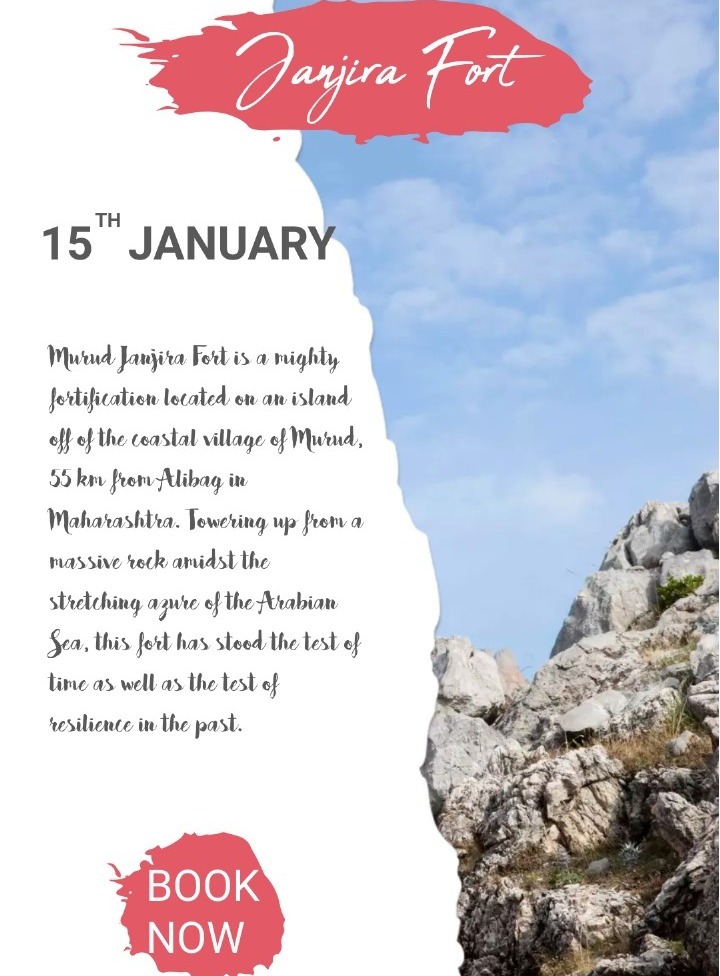 Janjira Fort
15TH JANUARY
Murud Janjira Fort is a mighty
fortification located on an island
off of the coastal village of Murud,
55 km from Alibag in
Maharashtra. Towering up from a
massive rock amidst the
stretching azure of the Arabian
Sea, this fort has stood the test of
time as well as the test of
resilience in the past.
BOOK
NOW